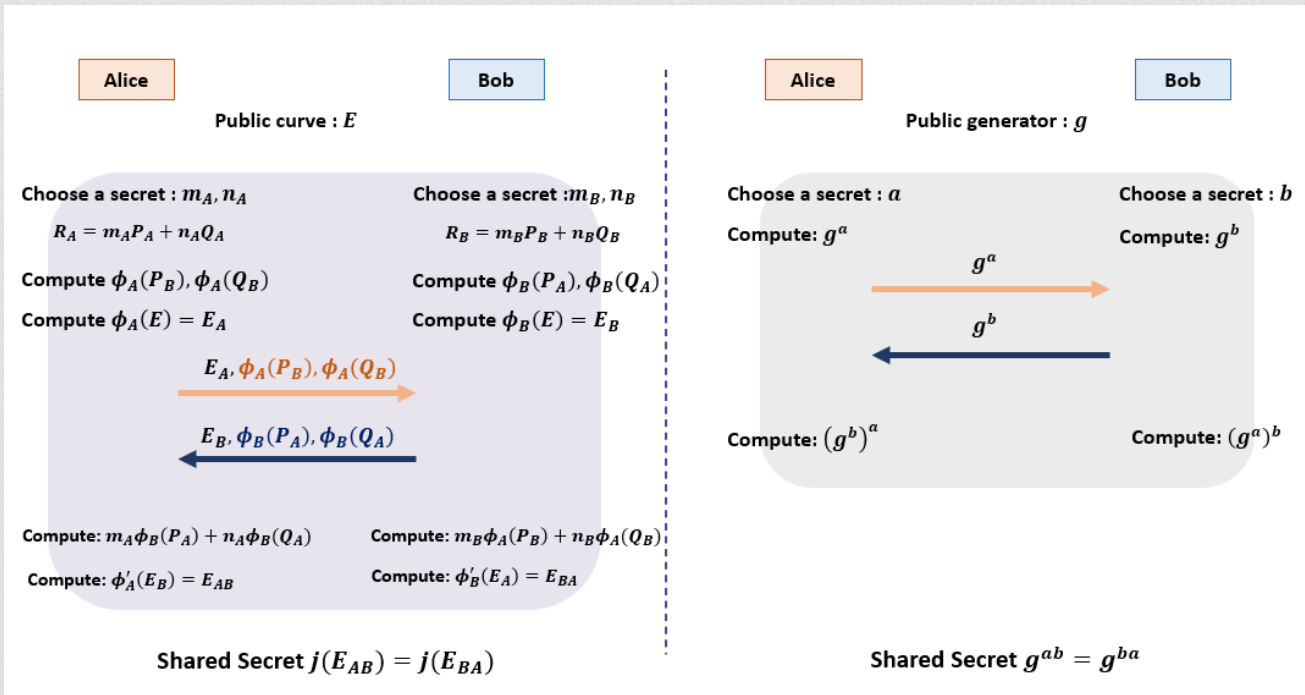 Alice
Bob
Public curve : E
Choose a secret : m_A, n_A
Choose a secret :m_B, n_B
R_A = m_A P_A + n_A Q_A
R_B = m_B P_B + n_B Q_B
Compute ϕ_A(P_B), ϕ_A(Q_B)
Compute ϕ_B(P_A), ϕ_B(Q_A)
Compute ϕ_A(E) = E_A
Compute ϕ_B(E) = E_B
E_A, ϕ_A(P_B), ϕ_A(Q_B)
E_B, ϕ_B(P_A), ϕ_B(Q_A)
Compute: m_A ϕ_B(P_A) + n_A ϕ_B(Q_A)
Compute: m_B ϕ_A(P_B) + n_B ϕ_A(Q_B)
Compute: ϕ'_A(E_B) = E_AB
Compute: ϕ'_B(E_A) = E_BA
Shared Secret j(E_AB) = j(E_BA)
Alice
Bob
Public generator : g
Choose a secret : a
Choose a secret : b
Compute: g^a
Compute: g^b
g^a
g^b
Compute: (g^b)^a
Compute: (g^a)^b
Shared Secret g^ab = g^ba